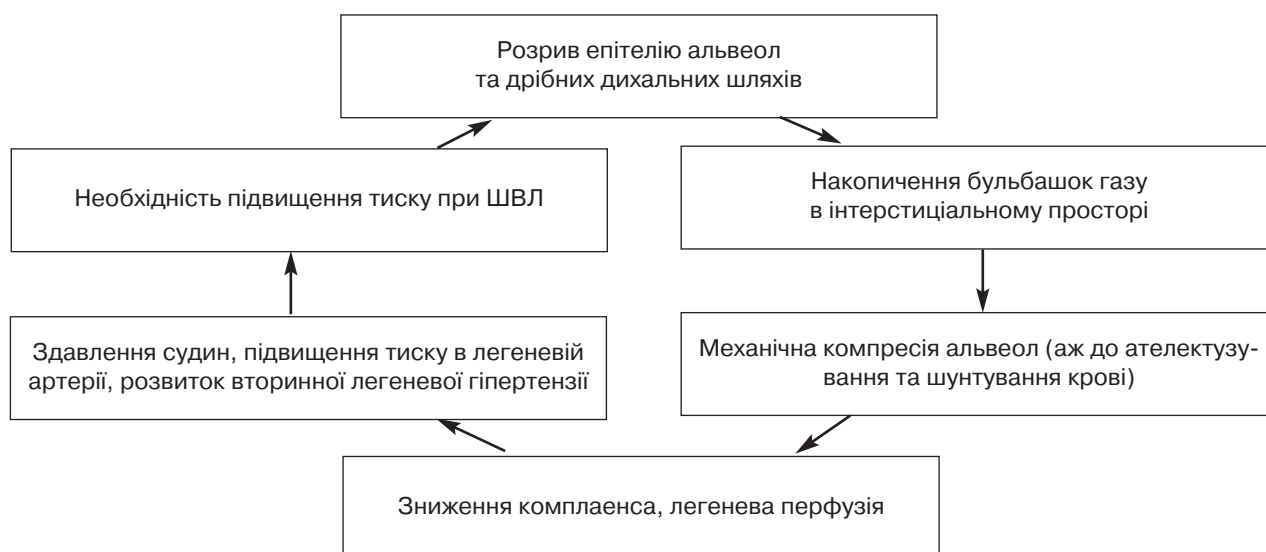 Розрив епітелію альвеол
та дрібних дихальних шляхів
Необхідність підвищення тиску при ШВЛ
Накопичення бульбашок газу
в інтерстиціальному просторі
Здавлення судин, підвищення тиску в легеневій
артерії, розвиток вторинної легеневої гіпертензії
Механічна компресія альвеол (аж до ателектузу-
вання та шунтування крові)
Зниження комплаенса, легенева перфузія